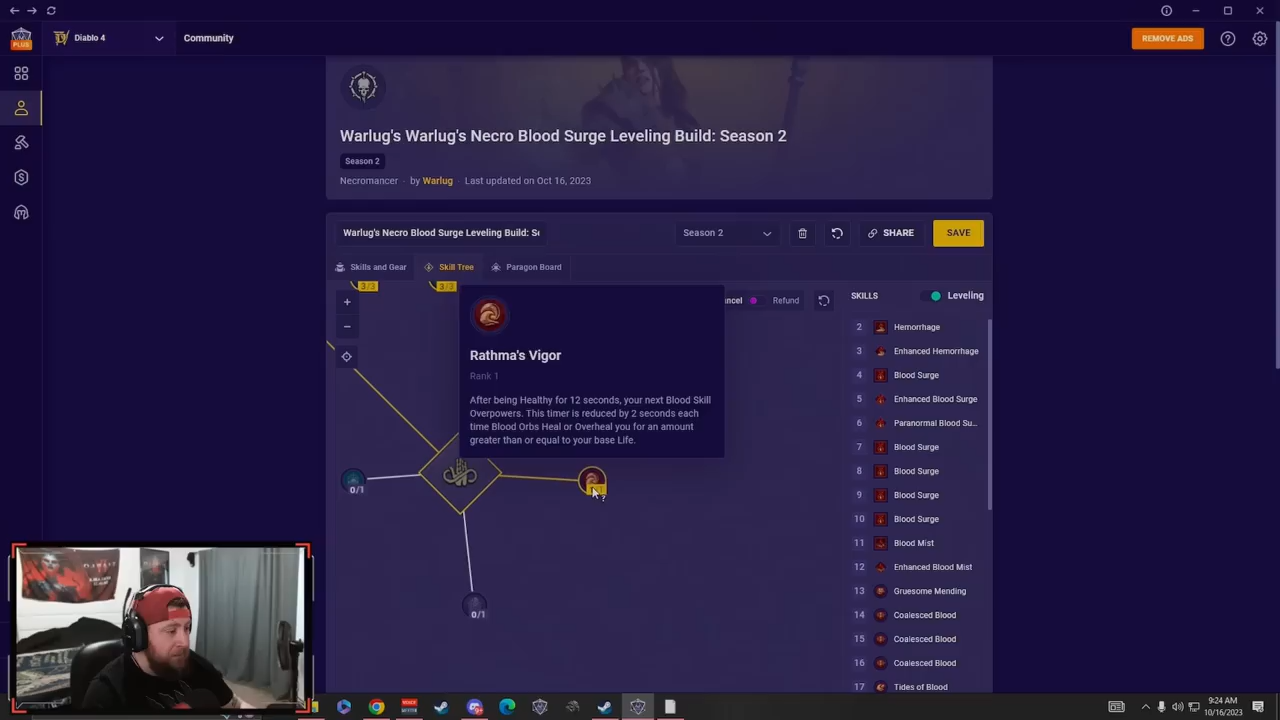 Diablo 4
Community
REMOVE ADS
PLUS
Warlug's Warlug's Necro Blood Surge Leveling Build: Season 2
Season 2
Necromancer · by Warlug · Last updated on Oct 16, 2023
Warlug's Necro Blood Surge Leveling Build: Se
Season 2
SHARE
SAVE
Skills and Gear
Skill Tree
Paragon Board
3/3
3/3
ncel
Refund
SKILLS
Leveling
Rathma's Vigor
Rank 1
After being Healthy for 12 seconds, your next Blood Skill
Overpowers. This timer is reduced by 2 seconds each
time Blood Orbs Heal or Overheal you for an amount
greater than or equal to your base Life.
0/1
0/1
2 Hemorrhage
3 Enhanced Hemorrhage
4 Blood Surge
5 Enhanced Blood Surge
6 Paranormal Blood Su...
7 Blood Surge
8 Blood Surge
9 Blood Surge
10 Blood Surge
11 Blood Mist
12 Enhanced Blood Mist
13 Gruesome Mending
14 Coalesced Blood
15 Coalesced Blood
16 Coalesced Blood
17 Tides of Blood
9:24 AM
10/16/2023